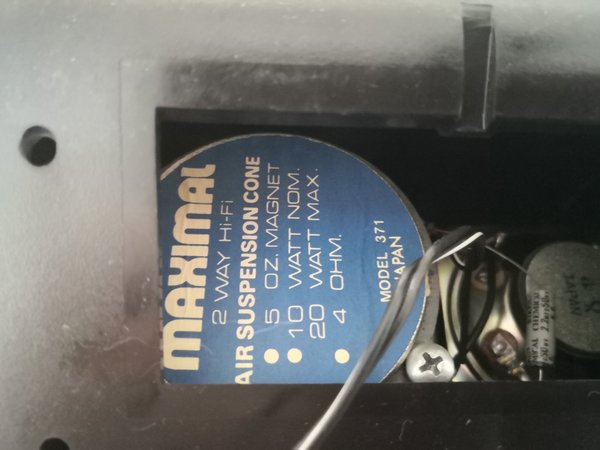 MAXIMAL
2 WAY Hi-Fi
AIR SUSPENSION CONE
5 OZ. MAGNET
10 WATT NOM.
20 WATT MAX.
4 OHM.
MODEL 371
JAPAN